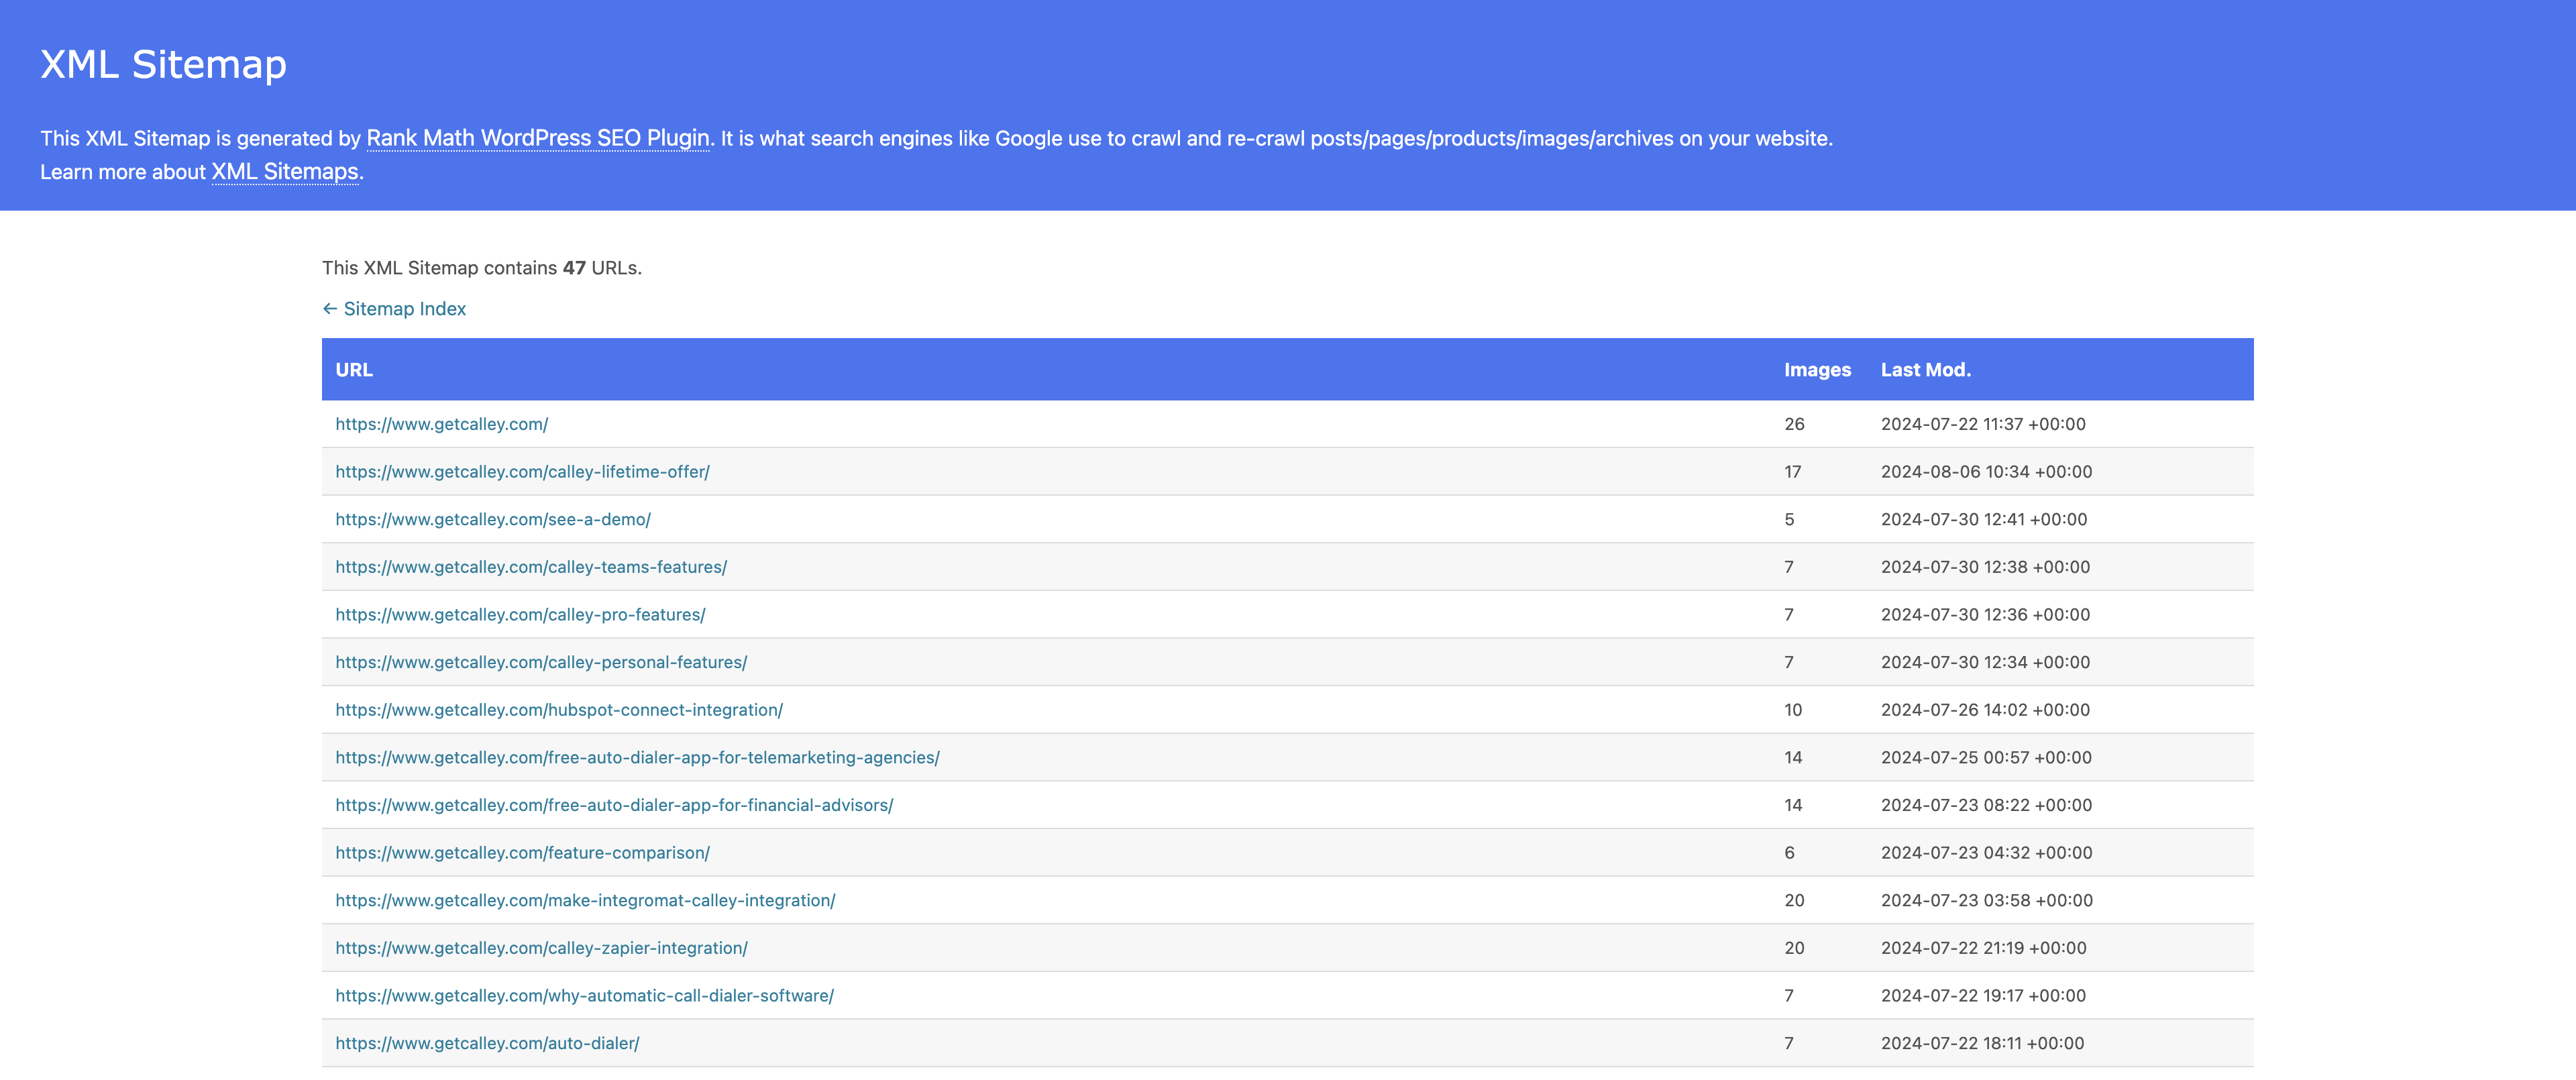 XML Sitemap
This XML Sitemap is generated by Rank Math WordPress SEO Plugin. It is what search engines like Google use to crawl and re-crawl posts/pages/products/images/archives on your website.
Learn more about XML Sitemaps.
This XML Sitemap contains 47 URLs.
← Sitemap Index
URL Images Last Mod.
https://www.getcalley.com/ 26 2024-07-22 11:37 +00:00
https://www.getcalley.com/calley-lifetime-offer/ 17 2024-08-06 10:34 +00:00
https://www.getcalley.com/see-a-demo/ 5 2024-07-30 12:41 +00:00
https://www.getcalley.com/calley-teams-features/ 7 2024-07-30 12:38 +00:00
https://www.getcalley.com/calley-pro-features/ 7 2024-07-30 12:36 +00:00
https://www.getcalley.com/calley-personal-features/ 7 2024-07-30 12:34 +00:00
https://www.getcalley.com/hubspot-connect-integration/ 10 2024-07-26 14:02 +00:00
https://www.getcalley.com/free-auto-dialer-app-for-telemarketing-agencies/ 14 2024-07-25 00:57 +00:00
https://www.getcalley.com/free-auto-dialer-app-for-financial-advisors/ 14 2024-07-23 08:22 +00:00
https://www.getcalley.com/feature-comparison/ 6 2024-07-23 04:32 +00:00
https://www.getcalley.com/make-integromat-calley-integration/ 20 2024-07-23 03:58 +00:00
https://www.getcalley.com/calley-zapier-integration/ 20 2024-07-22 21:19 +00:00
https://www.getcalley.com/why-automatic-call-dialer-software/ 7 2024-07-22 19:17 +00:00
https://www.getcalley.com/auto-dialer/ 7 2024-07-22 18:11 +00:00